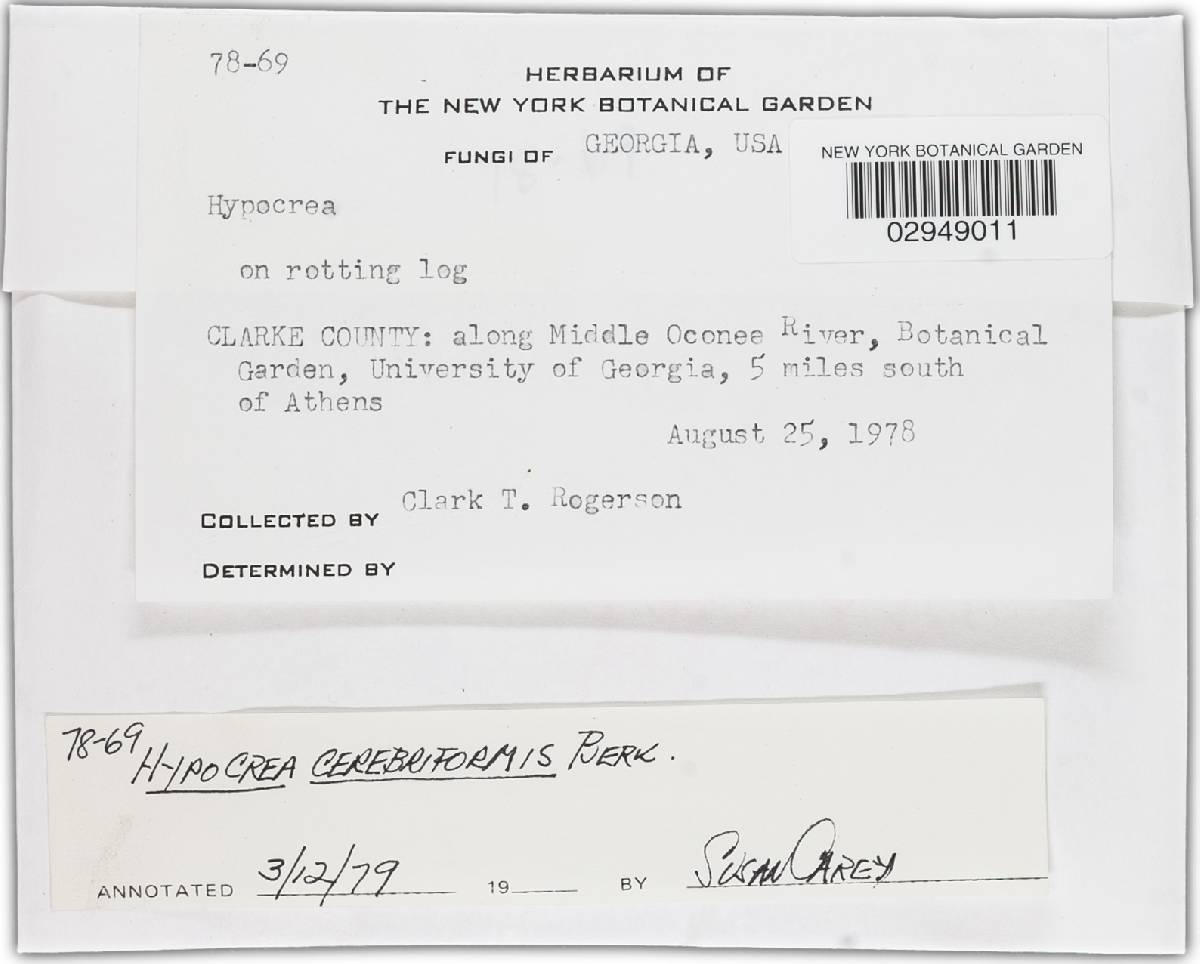 78-69
HERBARIUM OF
THE NEW YORK BOTANICAL GARDEN
FUNGI OF GEORGIA, USA
NEW YORK BOTANICAL GARDEN
02949011
Hypocrea
on rotting log
CLARKE COUNTY: along Middle Oconee River, Botanical
Garden, University of Georgia, 5 miles south
of Athens
August 25, 1978
COLLECTED BY Clark T. Rogerson
DETERMINED BY
78-69 HYPOCREA CEREBRIFORMIS BERK.
ANNOTATED 3/12/79 19 BY SUSAN CAREY